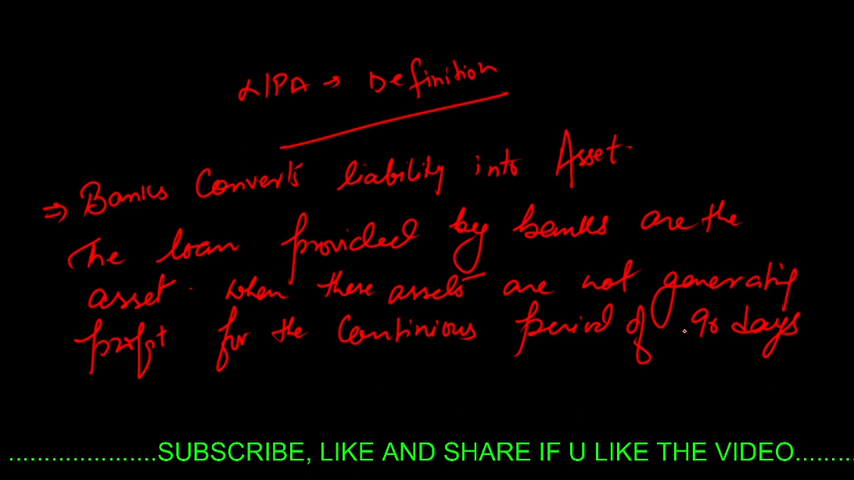 NPA → Definition
⇒ Banks Converts liability into Asset.
The loan provided by banks are the
asset. when these assets are not generating
profit for the Continious period of 90 days
.....................SUBSCRIBE, LIKE AND SHARE IF U LIKE THE VIDEO.........